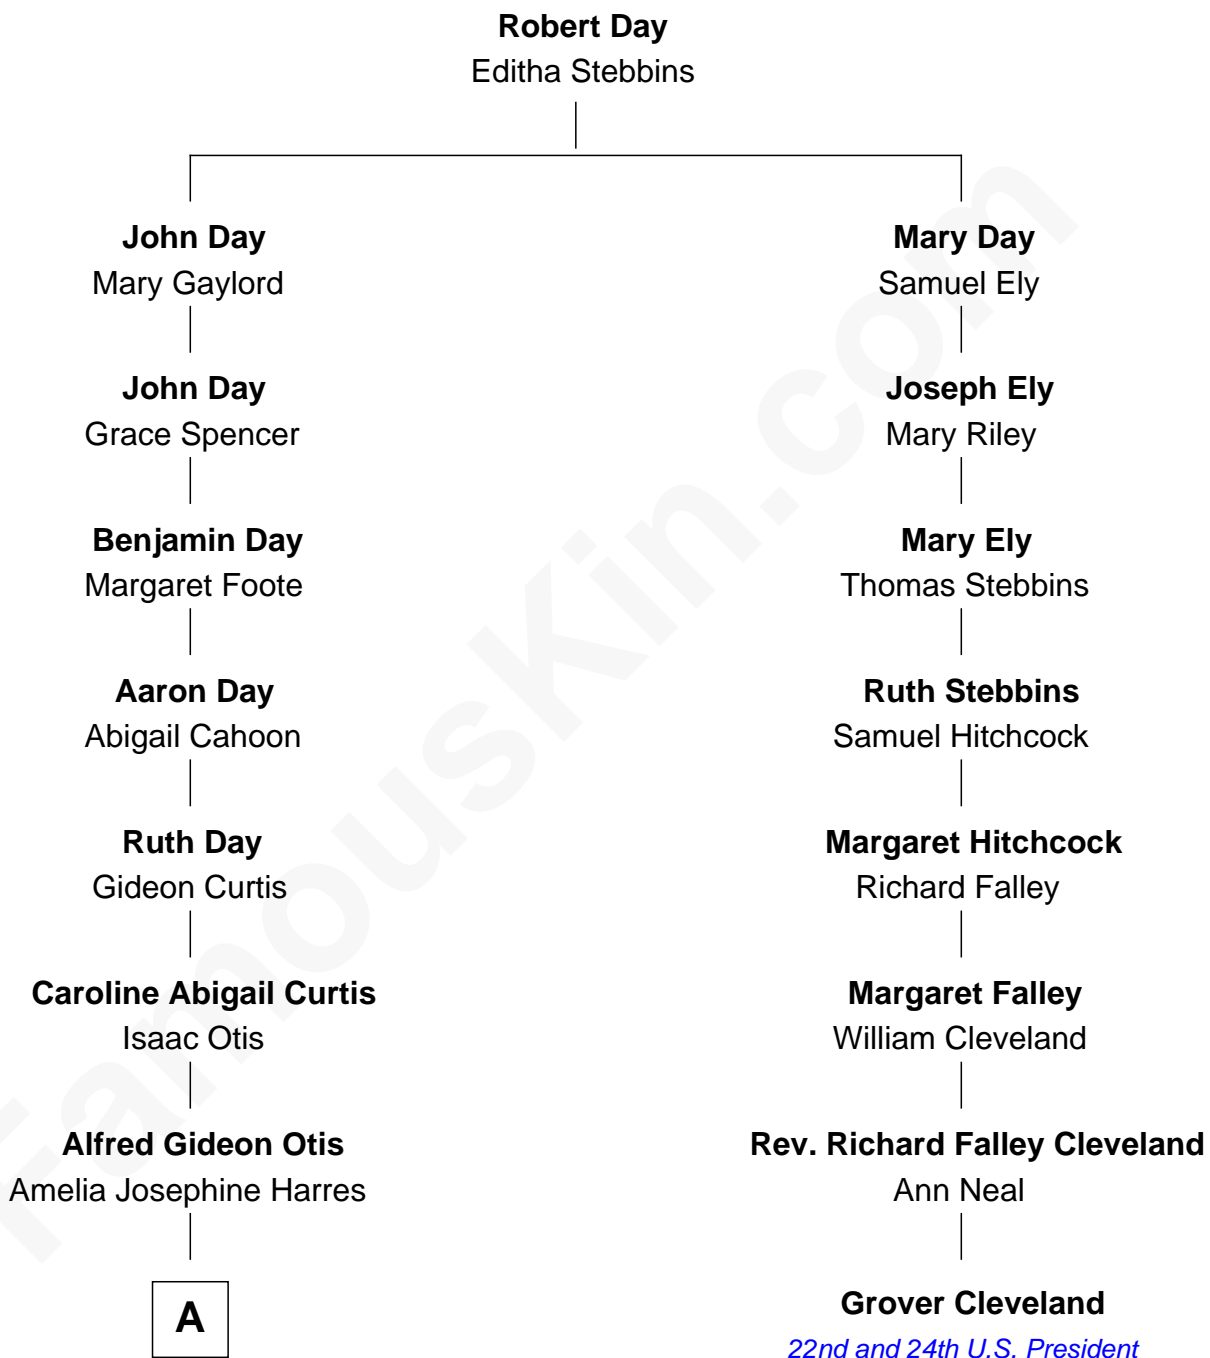 Robert Day
Editha Stebbins
John Day
Mary Gaylord
Mary Day
Samuel Ely
John Day
Grace Spencer
Joseph Ely
Mary Riley
Benjamin Day
Margaret Foote
Mary Ely
Thomas Stebbins
Aaron Day
Abigail Cahoon
Ruth Stebbins
Samuel Hitchcock
Ruth Day
Gideon Curtis
Margaret Hitchcock
Richard Falley
Caroline Abigail Curtis
Isaac Otis
Margaret Falley
William Cleveland
Alfred Gideon Otis
Amelia Josephine Harres
Rev. Richard Falley Cleveland
Ann Neal
A
Grover Cleveland
22nd and 24th U.S. President
FamousKin.com